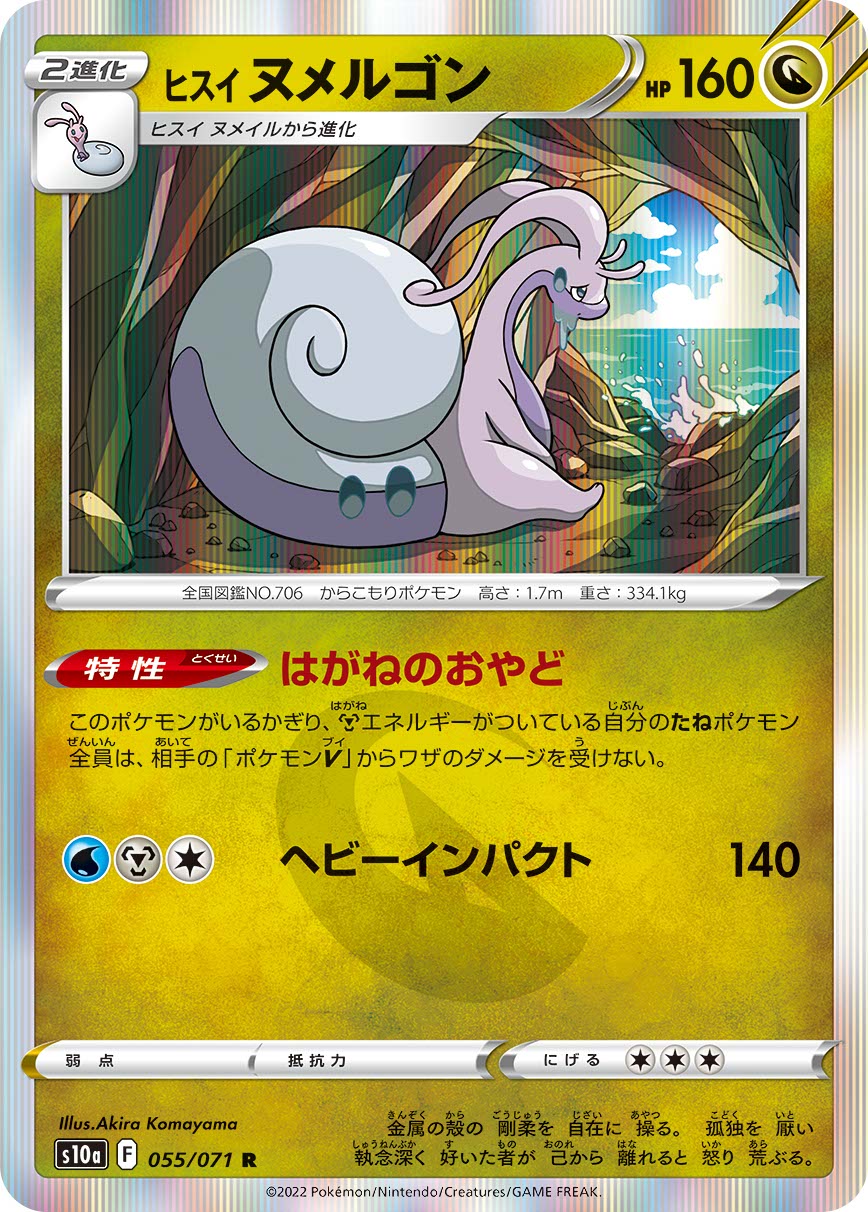 2進化
ヒスイ ヌメルゴン
HP 160
ヒスイ ヌメイルから進化
全国図鑑NO.706 からこもりポケモン 高さ：1.7m 重さ：334.1kg
特性 とくせい はがねのおやど
このポケモンがいるかぎり、エネルギーがついている自分のたねポケモン
全員は、相手の「ポケモンV」からワザのダメージを受けない。
ヘビーインパクト 140
弱点 抵抗力 にげる
Illus.Akira Komayama
金属の殻の 剛柔を 自在に 操る。 孤独を 厭い
執念深く 好いた者が 己から 離れると 怒り 荒ぶる。
s10a F 055/071 R
©2022 Pokémon/Nintendo/Creatures/GAME FREAK.